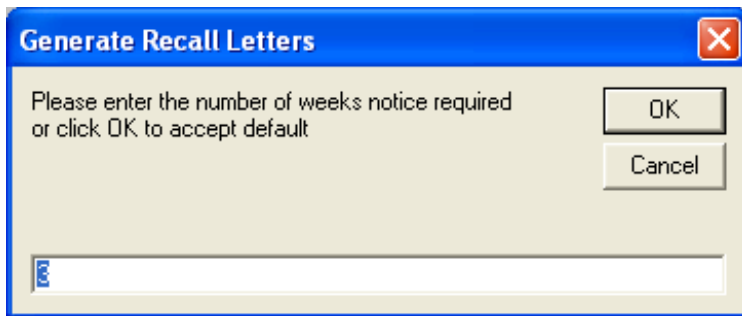 Generate Recall Letters
Please enter the number of weeks notice required
or click OK to accept default
OK
Cancel
3